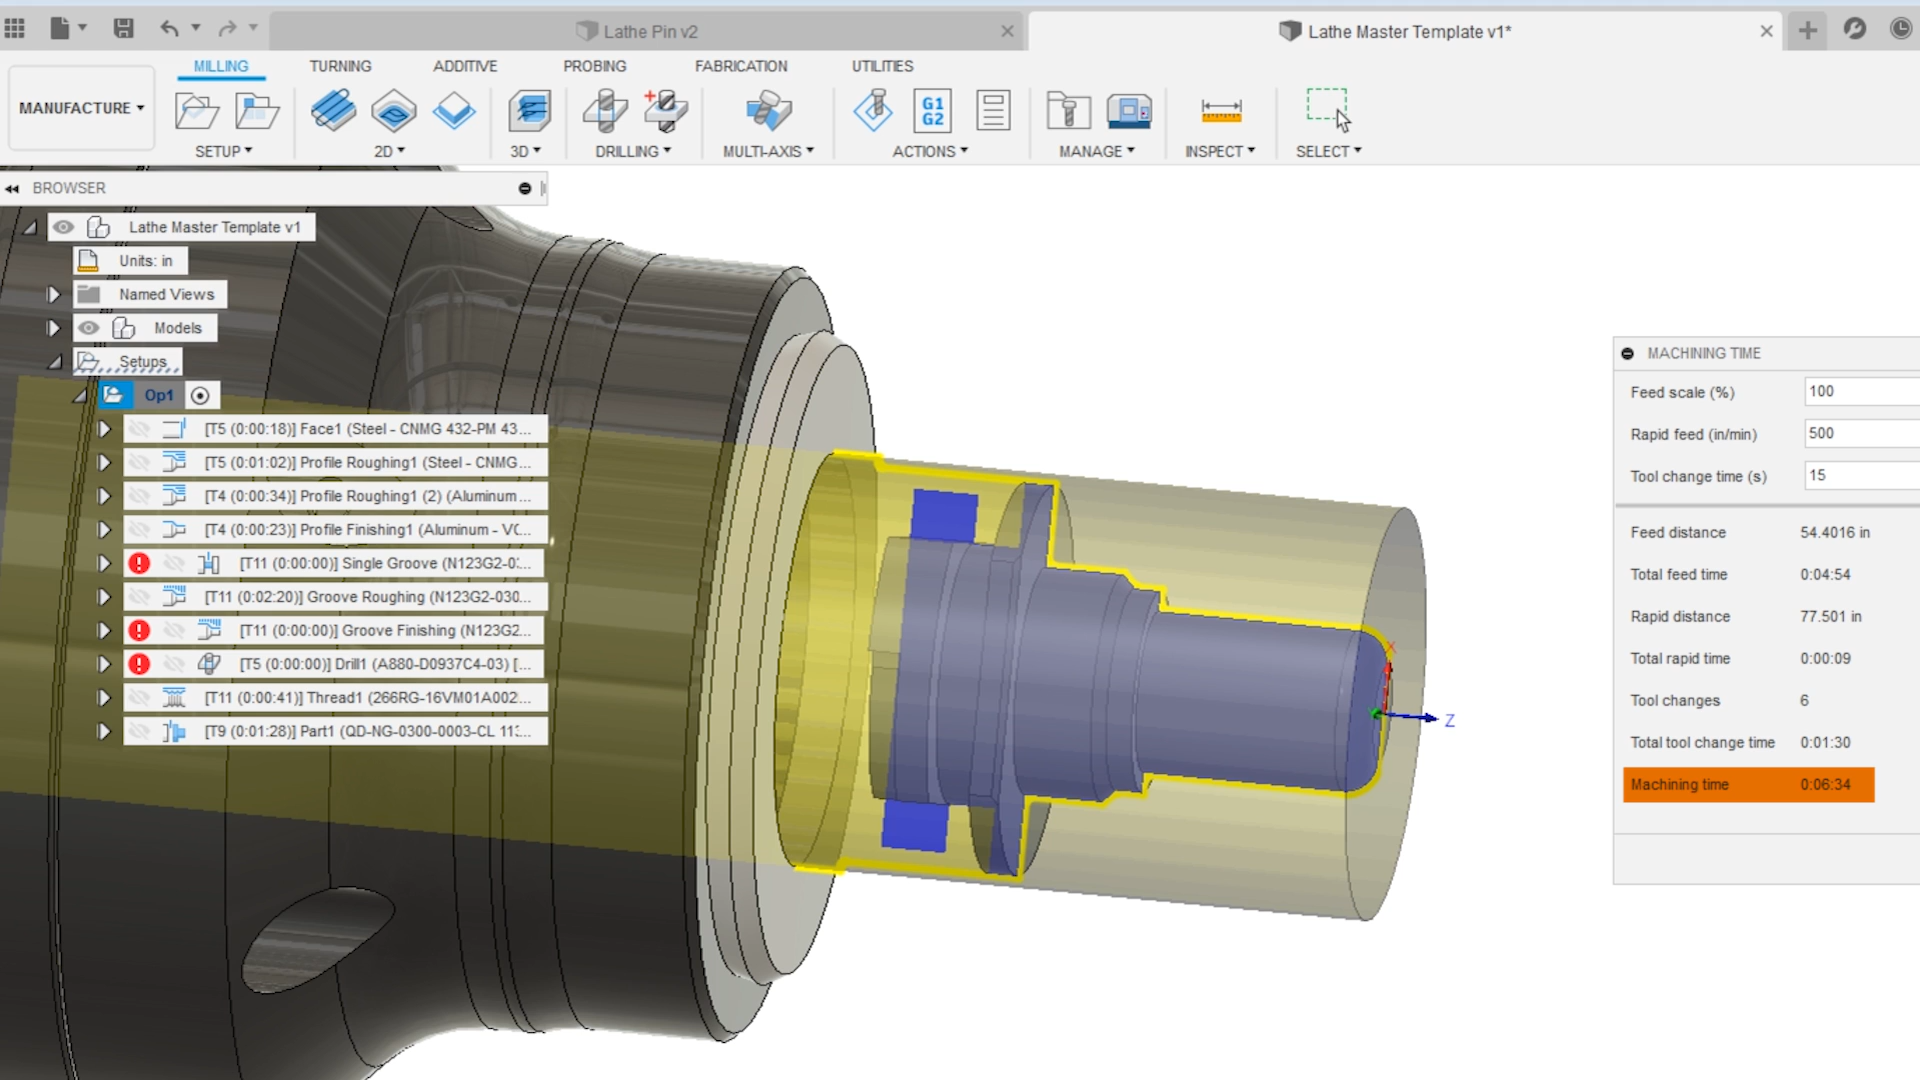 Lathe Pin v2
Lathe Master Template v1*
MILLING TURNING ADDITIVE PROBING FABRICATION UTILITIES
MANUFACTURE
G1
G2
SETUP 2D 3D DRILLING MULTI-AXIS ACTIONS MANAGE INSPECT SELECT
BROWSER
Lathe Master Template v1
Units: in
Named Views
Models
Setups
Op1
[T5 (0:00:18)] Face1 (Steel - CNMG 432-PM 43...
[T5 (0:01:02)] Profile Roughing1 (Steel - CNMG...
[T4 (0:00:34)] Profile Roughing1 (2) (Aluminum...
[T4 (0:00:23)] Profile Finishing1 (Aluminum - VC...
[T11 (0:00:00)] Single Groove (N123G2-0...
[T11 (0:02:20)] Groove Roughing (N123G2-030...
[T11 (0:00:00)] Groove Finishing (N123G2...
[T5 (0:00:00)] Drill1 (A880-D0937C4-03) [...
[T11 (0:00:41)] Thread1 (266RG-16VM01A002...
[T9 (0:01:28)] Part1 (QD-NG-0300-0003-CL 11...
X
Z
MACHINING TIME
Feed scale (%) 100
Rapid feed (in/min) 500
Tool change time (s) 15
Feed distance 54.4016 in
Total feed time 0:04:54
Rapid distance 77.501 in
Total rapid time 0:00:09
Tool changes 6
Total tool change time 0:01:30
Machining time 0:06:34